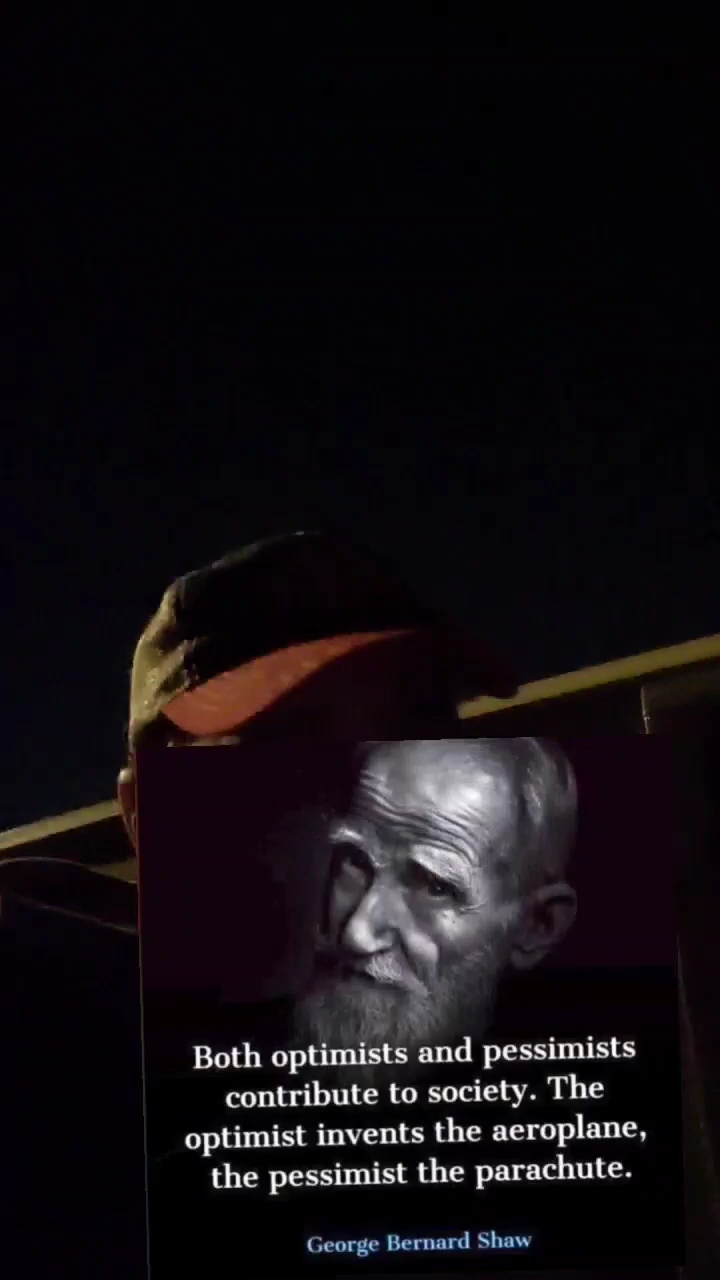 Both optimists and pessimists
contribute to society. The
optimist invents the aeroplane,
the pessimist the parachute.
George Bernard Shaw